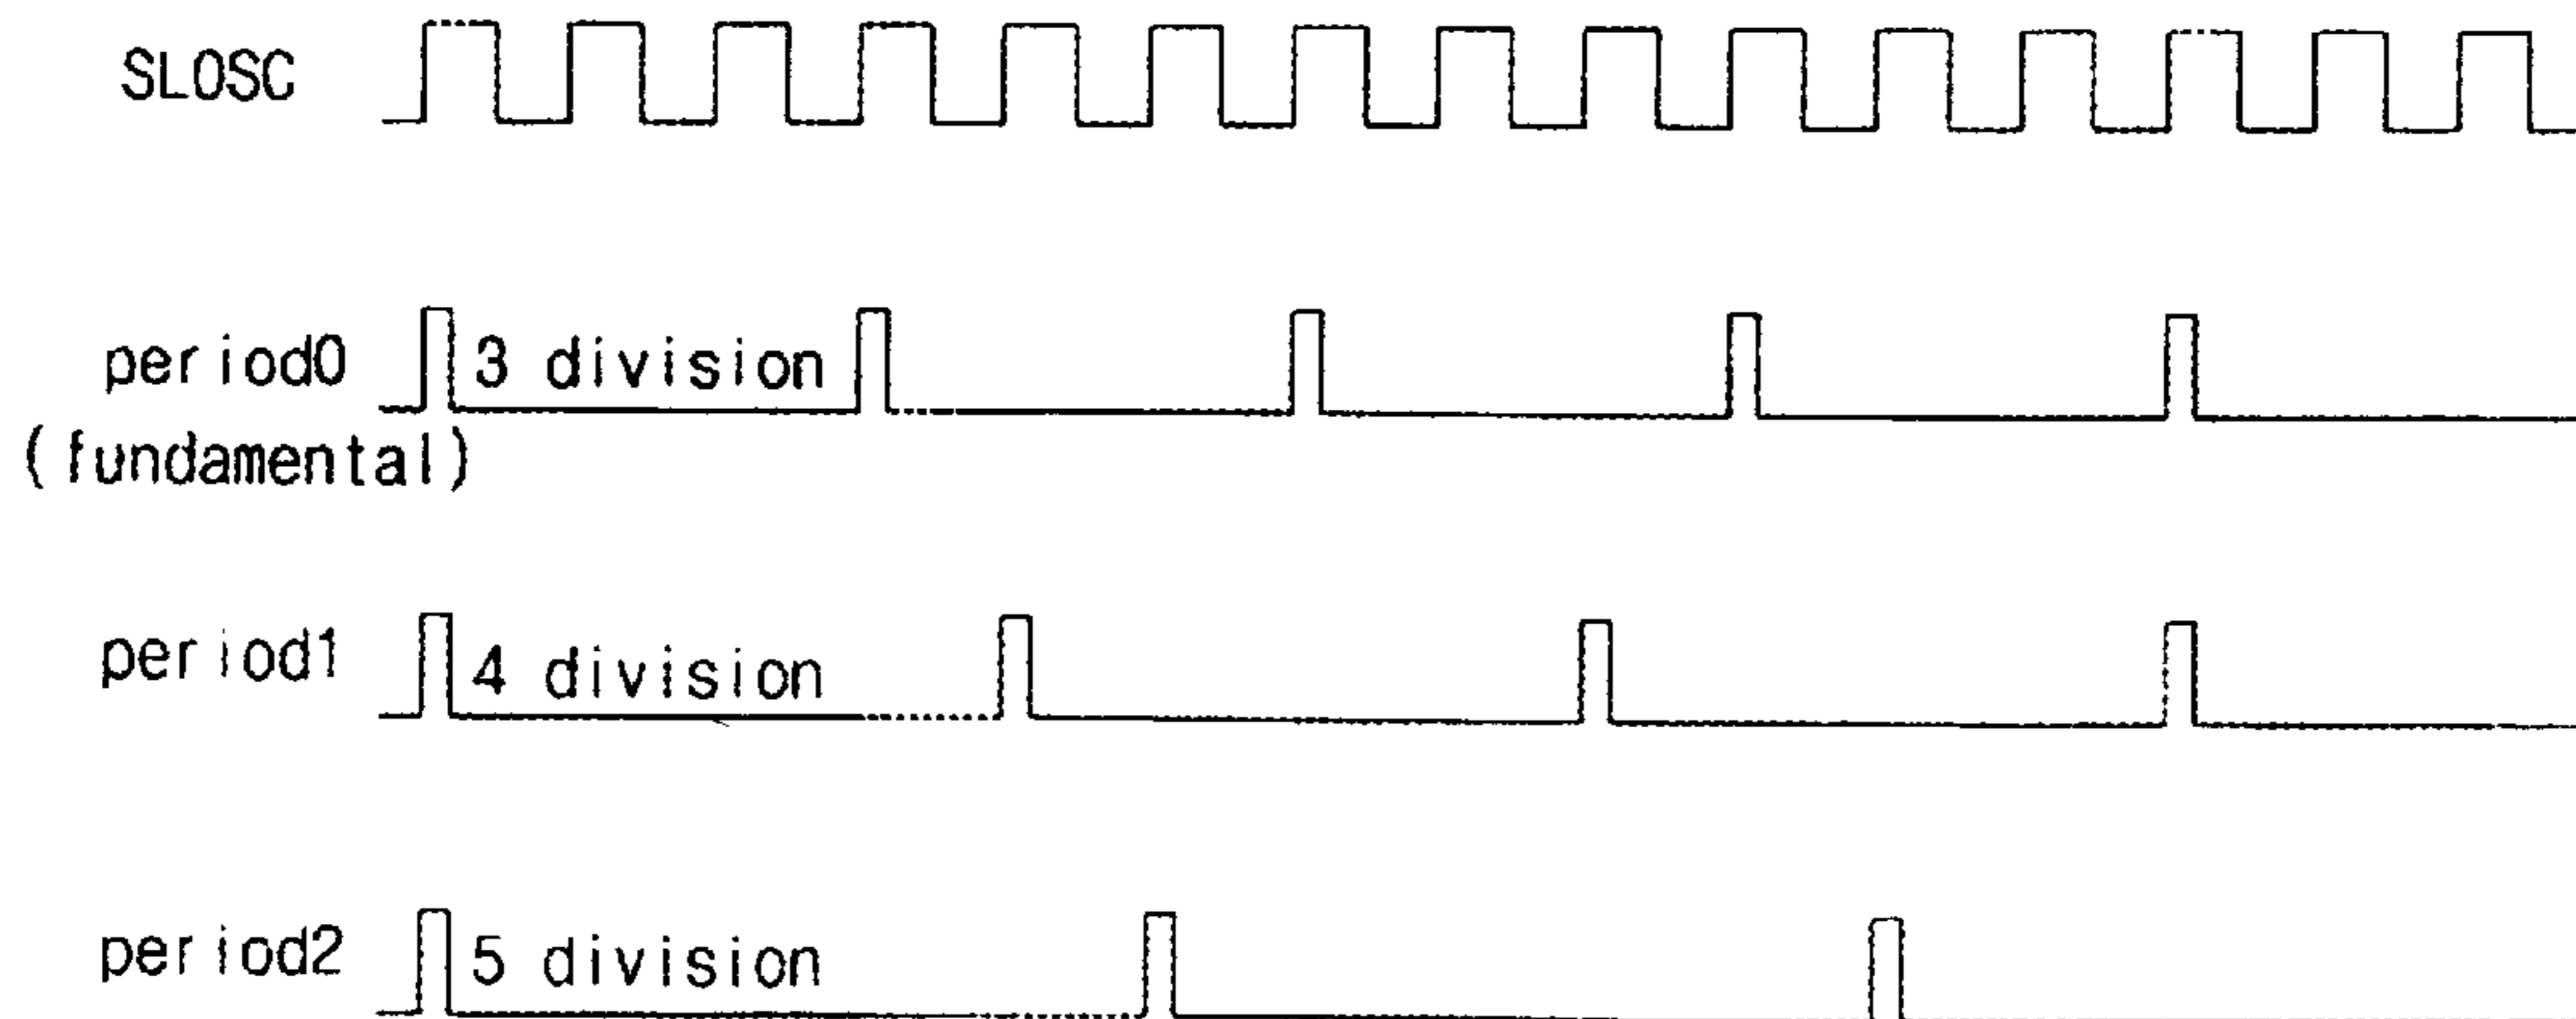 SLOSC
period0 3 division
(fundamental)
period1 4 division
period2 5 division